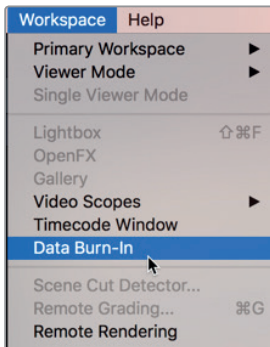 Workspace Help
Primary Workspace ▶
Viewer Mode ▶
Single Viewer Mode
Lightbox ⇧⌘F
OpenFX
Gallery
Video Scopes ▶
Timecode Window
Data Burn-In
Scene Cut Detector...
Remote Grading... ⌘G
Remote Rendering